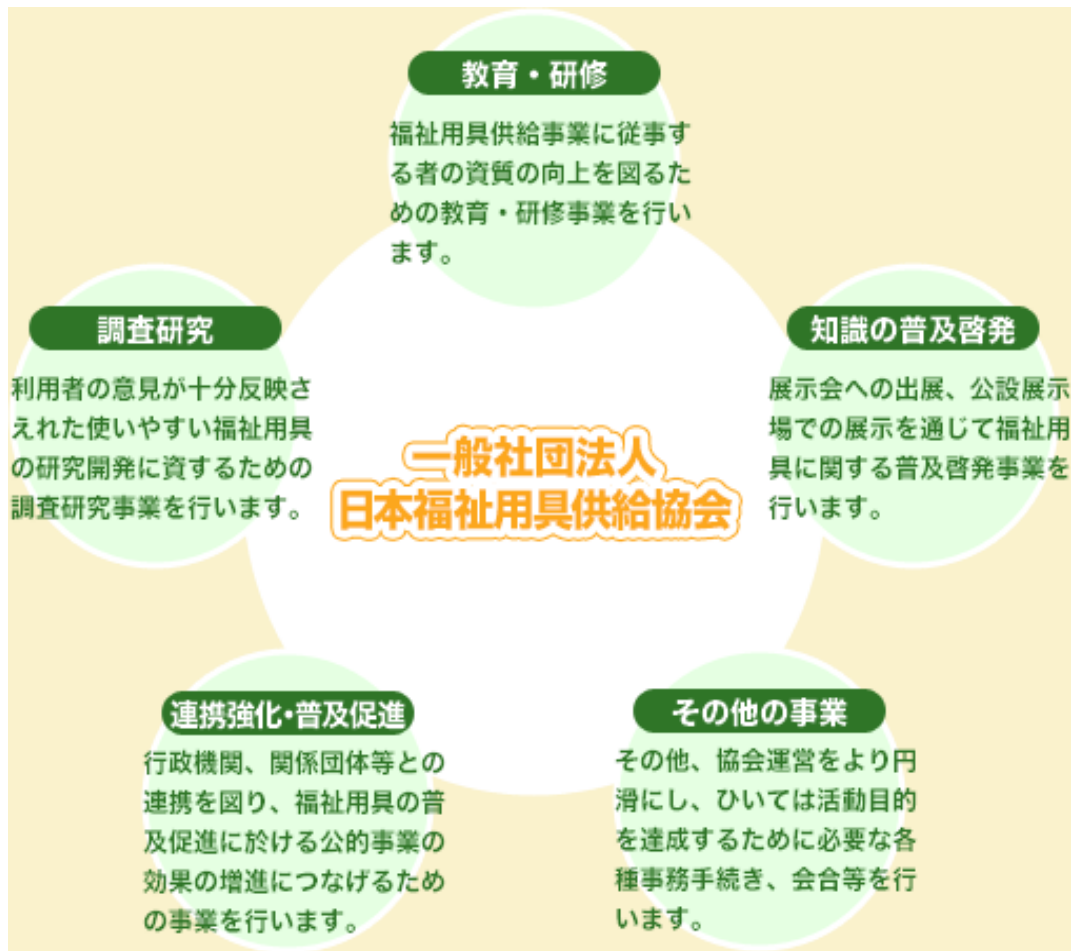 教育・研修
福祉用具供給事業に従事す
る者の資質の向上を図るた
めの教育・研修事業を行い
ます。
調査研究
利用者の意見が十分反映さ
えれた使いやすい福祉用具
の研究開発に資するための
調査研究事業を行います。
知識の普及啓発
展示会への出展、公設展示
場での展示を通じて福祉用
具に関する普及啓発事業を
行います。
一般社団法人
日本福祉用具供給協会
連携強化・普及促進
行政機関、関係団体等との
連携を図り、福祉用具の普
及促進に於ける公的事業の
効果の増進につなげるため
の事業を行います。
その他の事業
その他、協会運営をより円
滑にし、ひいては活動目的
を達成するために必要な各
種事務手続き、会合等を行
います。